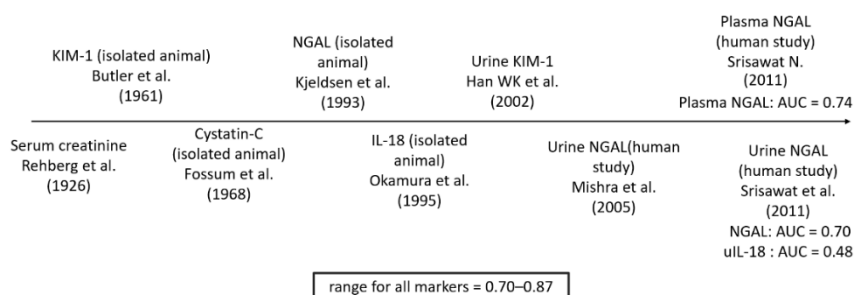 KIM-1 (isolated animal)
Butler et al.
(1961)
NGAL (isolated
animal)
Kjeldsen et al.
(1993)
Urine KIM-1
Han WK et al.
(2002)
Plasma NGAL
(human study)
Srisawat N.
(2011)
Plasma NGAL: AUC = 0.74
Serum creatinine
Rehberg et al.
(1926)
Cystatin-C
(isolated animal)
Fossum et al.
(1968)
IL-18 (isolated
animal)
Okamura et al.
(1995)
Urine NGAL(human
study)
Mishra et al.
(2005)
Urine NGAL
(human study)
Srisawat et al.
(2011)
NGAL: AUC = 0.70
uIL-18 : AUC = 0.48
range for all markers = 0.70–0.87